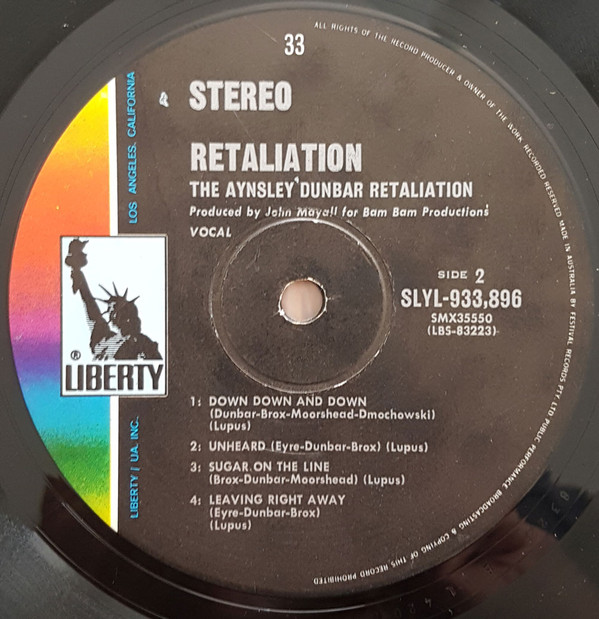 ALL RIGHTS OF THE RECORD PRODUCER & OWNER OF THE WORK RECORDED RESERVED MADE IN AUSTRALIA BY FESTIVAL RECORDS PTY. LTD PUBLIC PERFORMANCE BROADCASTING & COPYING OF THIS RECORD PROHIBITED
33
STEREO
RETALIATION
THE AYNSLEY DUNBAR RETALIATION
Produced by John Mayall for Bam Bam Productions
VOCAL
SIDE 2
SLYL-933,896
SMX35550
(LBS-83223)
LOS ANGELES, CALIFORNIA
®
LIBERTY
LIBERTY / UA, INC.
1: DOWN DOWN AND DOWN
(Dunbar-Brox-Moorshead-Dmochowski)
(Lupus)
2: UNHEARD (Eyre-Dunbar-Brox) (Lupus)
3: SUGAR ON THE LINE
(Brox-Dunbar-Moorshead) (Lupus)
4: LEAVING RIGHT AWAY
(Eyre-Dunbar-Brox)
(Lupus)